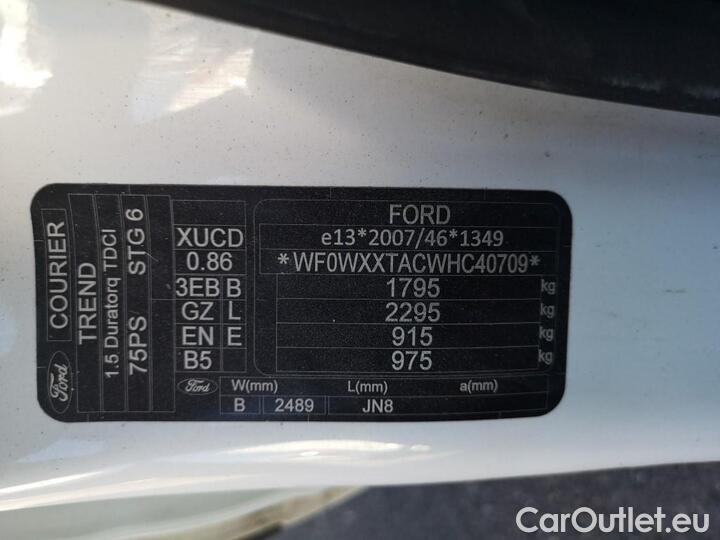 COURIER
TREND
1.5 Duratorq TDCI
75PS STG 6
Ford
XUCD
0.86
3EB B
GZ L
EN E
B5
FORD
e13*2007/46*1349
*WF0WXXTACWHC40709*
1795 kg
2295 kg
915 kg
975 kg
Ford W(mm) L(mm) a(mm)
B 2489 JN8
CarOutlet.eu